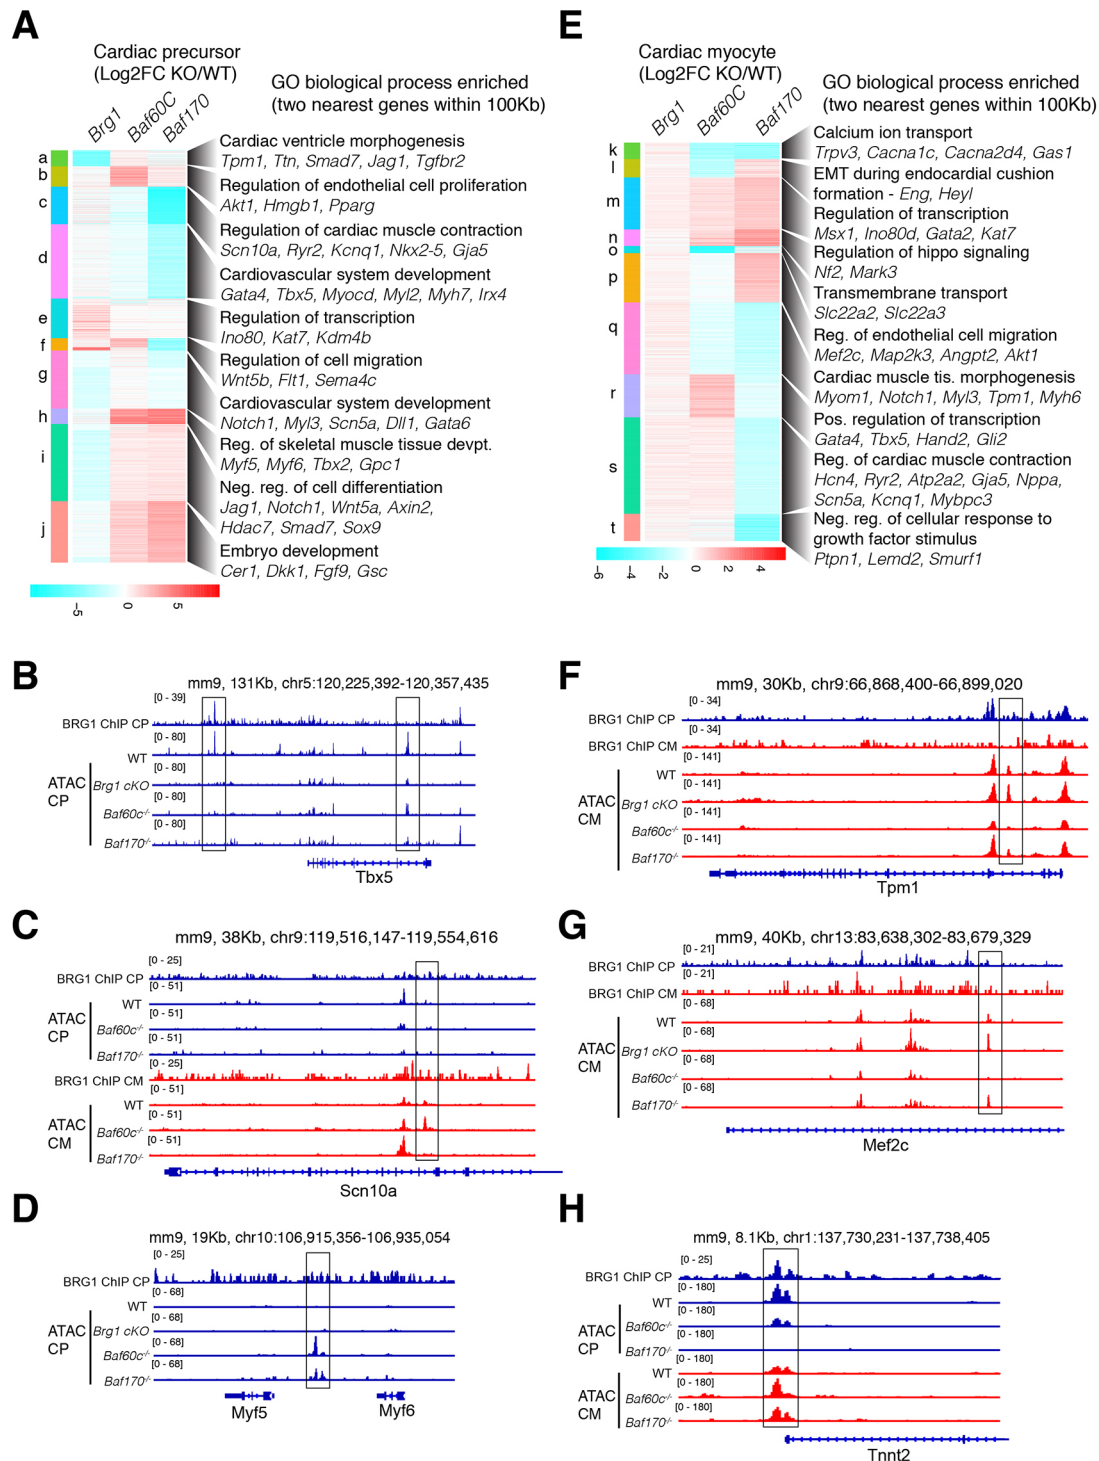 A
Cardiac precursor
(Log2FC KO/WT)
GO biological process enriched
(two nearest genes within 100Kb)
Brg1
Baf60C
Baf170
a
b
c
d
e
f
g
h
i
j
Cardiac ventricle morphogenesis
Tpm1, Ttn, Smad7, Jag1, Tgfbr2
Regulation of endothelial cell proliferation
Akt1, Hmgb1, Pparg
Regulation of cardiac muscle contraction
Scn10a, Ryr2, Kcnq1, Nkx2-5, Gja5
Cardiovascular system development
Gata4, Tbx5, Myocd, Myl2, Myh7, Irx4
Regulation of transcription
Ino80, Kat7, Kdm4b
Regulation of cell migration
Wnt5b, Flt1, Sema4c
Cardiovascular system development
Notch1, Myl3, Scn5a, Dll1, Gata6
Reg. of skeletal muscle tissue devpt.
Myf5, Myf6, Tbx2, Gpc1
Neg. reg. of cell differentiation
Jag1, Notch1, Wnt5a, Axin2,
Hdac7, Smad7, Sox9
Embryo development
Cer1, Dkk1, Fgf9, Gsc
-5
0
5
E
Cardiac myocyte
(Log2FC KO/WT)
GO biological process enriched
(two nearest genes within 100Kb)
Brg1
Baf60C
Baf170
k
l
m
n
o
p
q
r
s
t
Calcium ion transport
Trpv3, Cacna1c, Cacna2d4, Gas1
EMT during endocardial cushion
formation - Eng, Heyl
Regulation of transcription
Msx1, Ino80d, Gata2, Kat7
Regulation of hippo signaling
Nf2, Mark3
Transmembrane transport
Slc22a2, Slc22a3
Reg. of endothelial cell migration
Mef2c, Map2k3, Angpt2, Akt1
Cardiac muscle tis. morphogenesis
Myom1, Notch1, Myl3, Tpm1, Myh6
Pos. regulation of transcription
Gata4, Tbx5, Hand2, Gli2
Reg. of cardiac muscle contraction
Hcn4, Ryr2, Atp2a2, Gja5, Nppa,
Scn5a, Kcnq1, Mybpc3
Neg. reg. of cellular response to
growth factor stimulus
Ptpn1, Lemd2, Smurf1
-6
-4
-2
0
2
4
B
mm9, 131Kb, chr5:120,225,392-120,357,435
[0 - 39]
BRG1 ChIP CP
[0 - 80]
WT
[0 - 80]
ATAC
CP
Brg1 cKO
[0 - 80]
Baf60c-/-
[0 - 80]
Baf170-/-
Tbx5
C
mm9, 38Kb, chr9:119,516,147-119,554,616
[0 - 25]
BRG1 ChIP CP
[0 - 51]
WT
ATAC
CP
[0 - 51]
Baf60c-/-
[0 - 51]
Baf170-/-
[0 - 25]
BRG1 ChIP CM
[0 - 51]
WT
ATAC
CM
[0 - 51]
Baf60c-/-
[0 - 51]
Baf170-/-
Scn10a
D
mm9, 19Kb, chr10:106,915,356-106,935,054
[0 - 25]
BRG1 ChIP CP
[0 - 68]
WT
[0 - 68]
ATAC
CP
Brg1 cKO
[0 - 68]
Baf60c-/-
[0 - 68]
Baf170-/-
Myf5
Myf6
F
mm9, 30Kb, chr9:66,868,400-66,899,020
[0 - 34]
BRG1 ChIP CP
[0 - 34]
BRG1 ChIP CM
[0 - 141]
WT
[0 - 141]
ATAC
CM
Brg1 cKO
[0 - 141]
Baf60c-/-
[0 - 141]
Baf170-/-
Tpm1
G
mm9, 40Kb, chr13:83,638,302-83,679,329
[0 - 21]
BRG1 ChIP CP
[0 - 21]
BRG1 ChIP CM
[0 - 68]
WT
[0 - 68]
ATAC
CM
Brg1 cKO
[0 - 68]
Baf60c-/-
[0 - 68]
Baf170-/-
Mef2c
H
mm9, 8.1Kb, chr1:137,730,231-137,738,405
[0 - 25]
BRG1 ChIP CP
[0 - 180]
WT
[0 - 180]
ATAC
CP
Baf60c-/-
[0 - 180]
Baf170-/-
[0 - 180]
WT
[0 - 180]
ATAC
CM
Baf60c-/-
[0 - 180]
Baf170-/-
Tnnt2